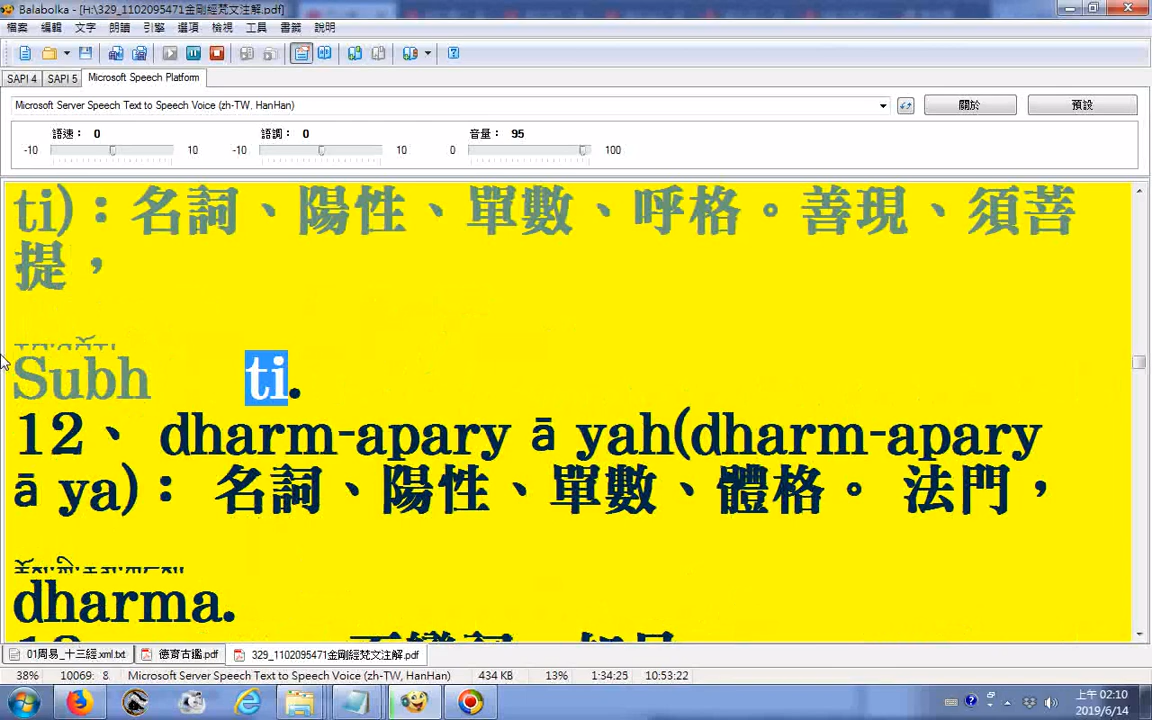 Balabolka - [H:\329_1102095471金剛經梵文注解.pdf]
檔案 編輯 文字 朗讀 引擎 選項 檢視 工具 書籤 說明
SAPI 4 SAPI 5 Microsoft Speech Platform
Microsoft Server Speech Text to Speech Voice (zh-TW, HanHan) 關於 預設
語速： 0 語調： 0 音量： 95
-10 10 -10 10 0 100
ti)：名詞、陽性、單數、呼格。善現、須菩
提，
Subh ti.
12、 dharm-apary ā yah(dharm-apary
ā ya)： 名詞、陽性、單數、體格。 法門，
dharma.
01周易_十三經.xml.txt 德育古鑑.pdf 329_1102095471金剛經梵文注解.pdf
38% 10069: 8 Microsoft Server Speech Text to Speech Voice (zh-TW, HanHan) 434 KB 13% 1:34:25 10:53:22
上午 02:10
2019/6/14